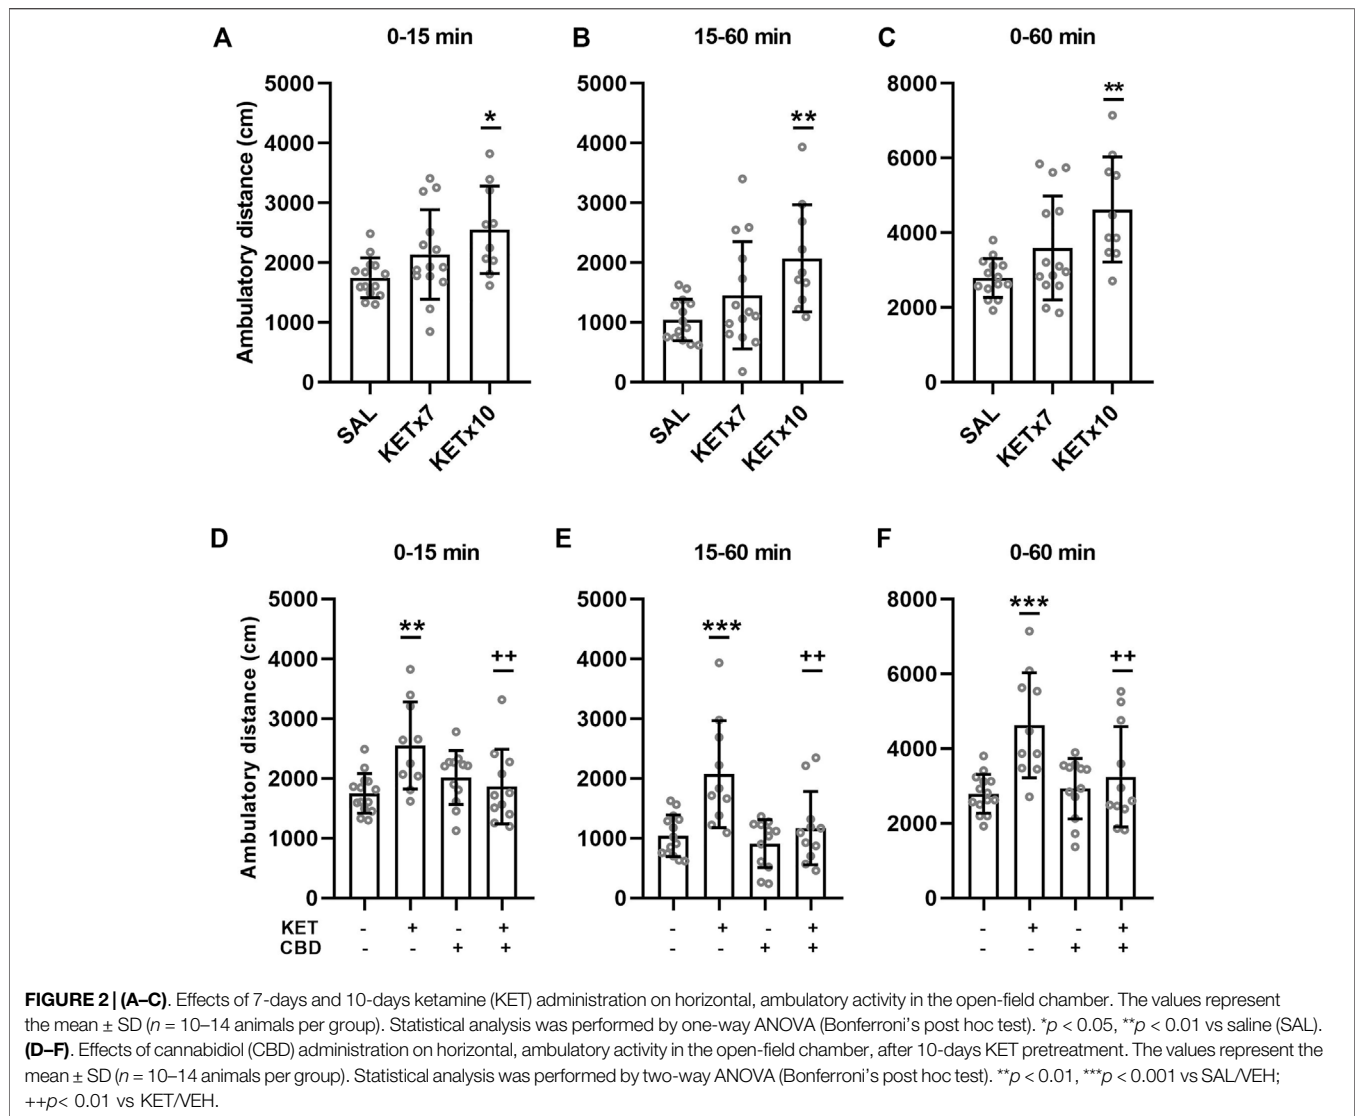 A 0-15 min
B 15-60 min
C 0-60 min
Ambulatory distance (cm)
5000
4000
3000
2000
1000
0
*
SAL
KETx7
KETx10
5000
4000
3000
2000
1000
0
**
SAL
KETx7
KETx10
8000
6000
4000
2000
0
**
SAL
KETx7
KETx10
D 0-15 min
E 15-60 min
F 0-60 min
Ambulatory distance (cm)
5000
4000
3000
2000
1000
0
**
++
5000
4000
3000
2000
1000
0
***
++
8000
6000
4000
2000
0
***
++
KET - + - + - + - + - + - +
CBD - - + + - - + + - - + +
FIGURE 2 | (A–C). Effects of 7-days and 10-days ketamine (KET) administration on horizontal, ambulatory activity in the open-field chamber. The values represent
the mean ± SD (n = 10–14 animals per group). Statistical analysis was performed by one-way ANOVA (Bonferroni's post hoc test). *p < 0.05, **p < 0.01 vs saline (SAL).
(D–F). Effects of cannabidiol (CBD) administration on horizontal, ambulatory activity in the open-field chamber, after 10-days KET pretreatment. The values represent the
mean ± SD (n = 10–14 animals per group). Statistical analysis was performed by two-way ANOVA (Bonferroni's post hoc test). **p < 0.01, ***p < 0.001 vs SAL/VEH;
++p< 0.01 vs KET/VEH.